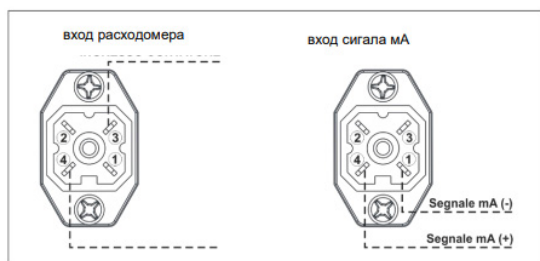 вход расходомера
вход сигала мА
2 3
4 1
2 3
4 1
Segnale mA (-)
Segnale mA (+)